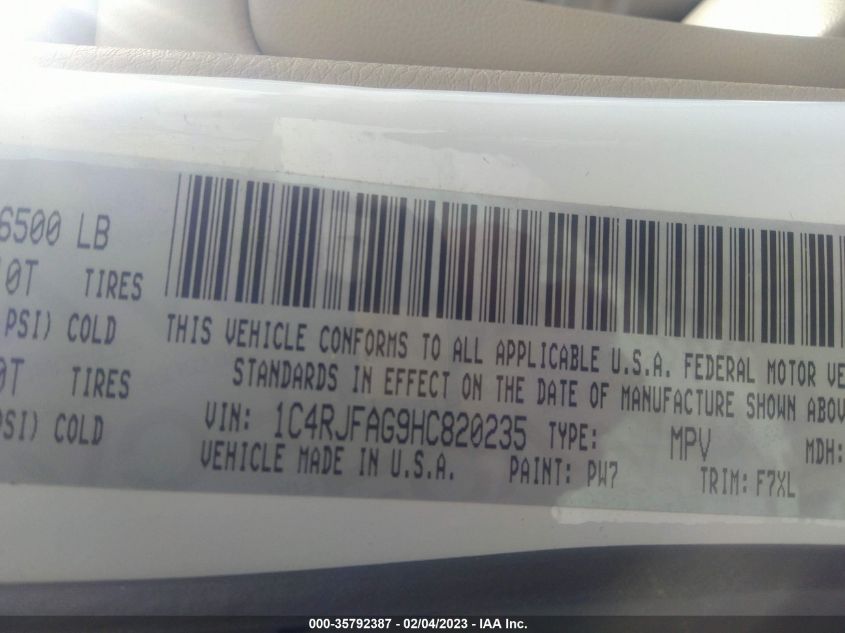 6500 LB
0T TIRES
PSI) COLD
0T TIRES
PSI) COLD
THIS VEHICLE CONFORMS TO ALL APPLICABLE U.S.A. FEDERAL MOTOR VE
STANDARDS IN EFFECT ON THE DATE OF MANUFACTURE SHOWN ABOV
VIN: 1C4RJFAG9HC820235 TYPE: MPV MDH:
VEHICLE MADE IN U.S.A. PAINT: PW7 TRIM: F7XL
000-35792387 - 02/04/2023 - IAA Inc.